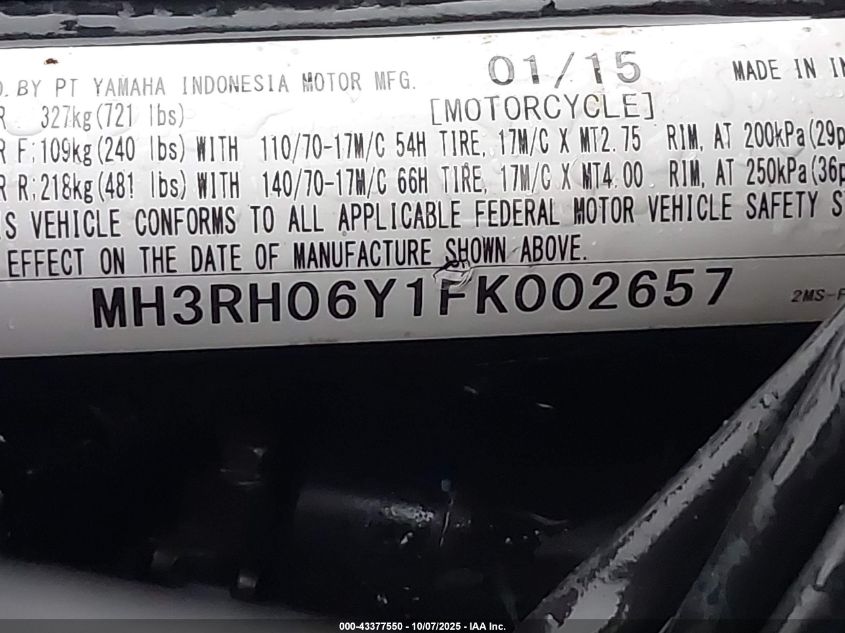 D. BY PT YAMAHA INDONESIA MOTOR MFG. 01/15 MADE IN
R 327kg(721 lbs) [MOTORCYCLE]
R F:109kg(240 lbs) WITH 110/70-17M/C 54H TIRE, 17M/C X MT2.75 RIM, AT 200kPa(29p
R R:218kg(481 lbs) WITH 140/70-17M/C 66H TIRE, 17M/C X MT4.00 RIM, AT 250kPa(36p
S VEHICLE CONFORMS TO ALL APPLICABLE FEDERAL MOTOR VEHICLE SAFETY S
EFFECT ON THE DATE OF MANUFACTURE SHOWN ABOVE.
MH3RH06Y1FK002657 2MS-F
000-43377550 - 10/07/2025 - IAA Inc.